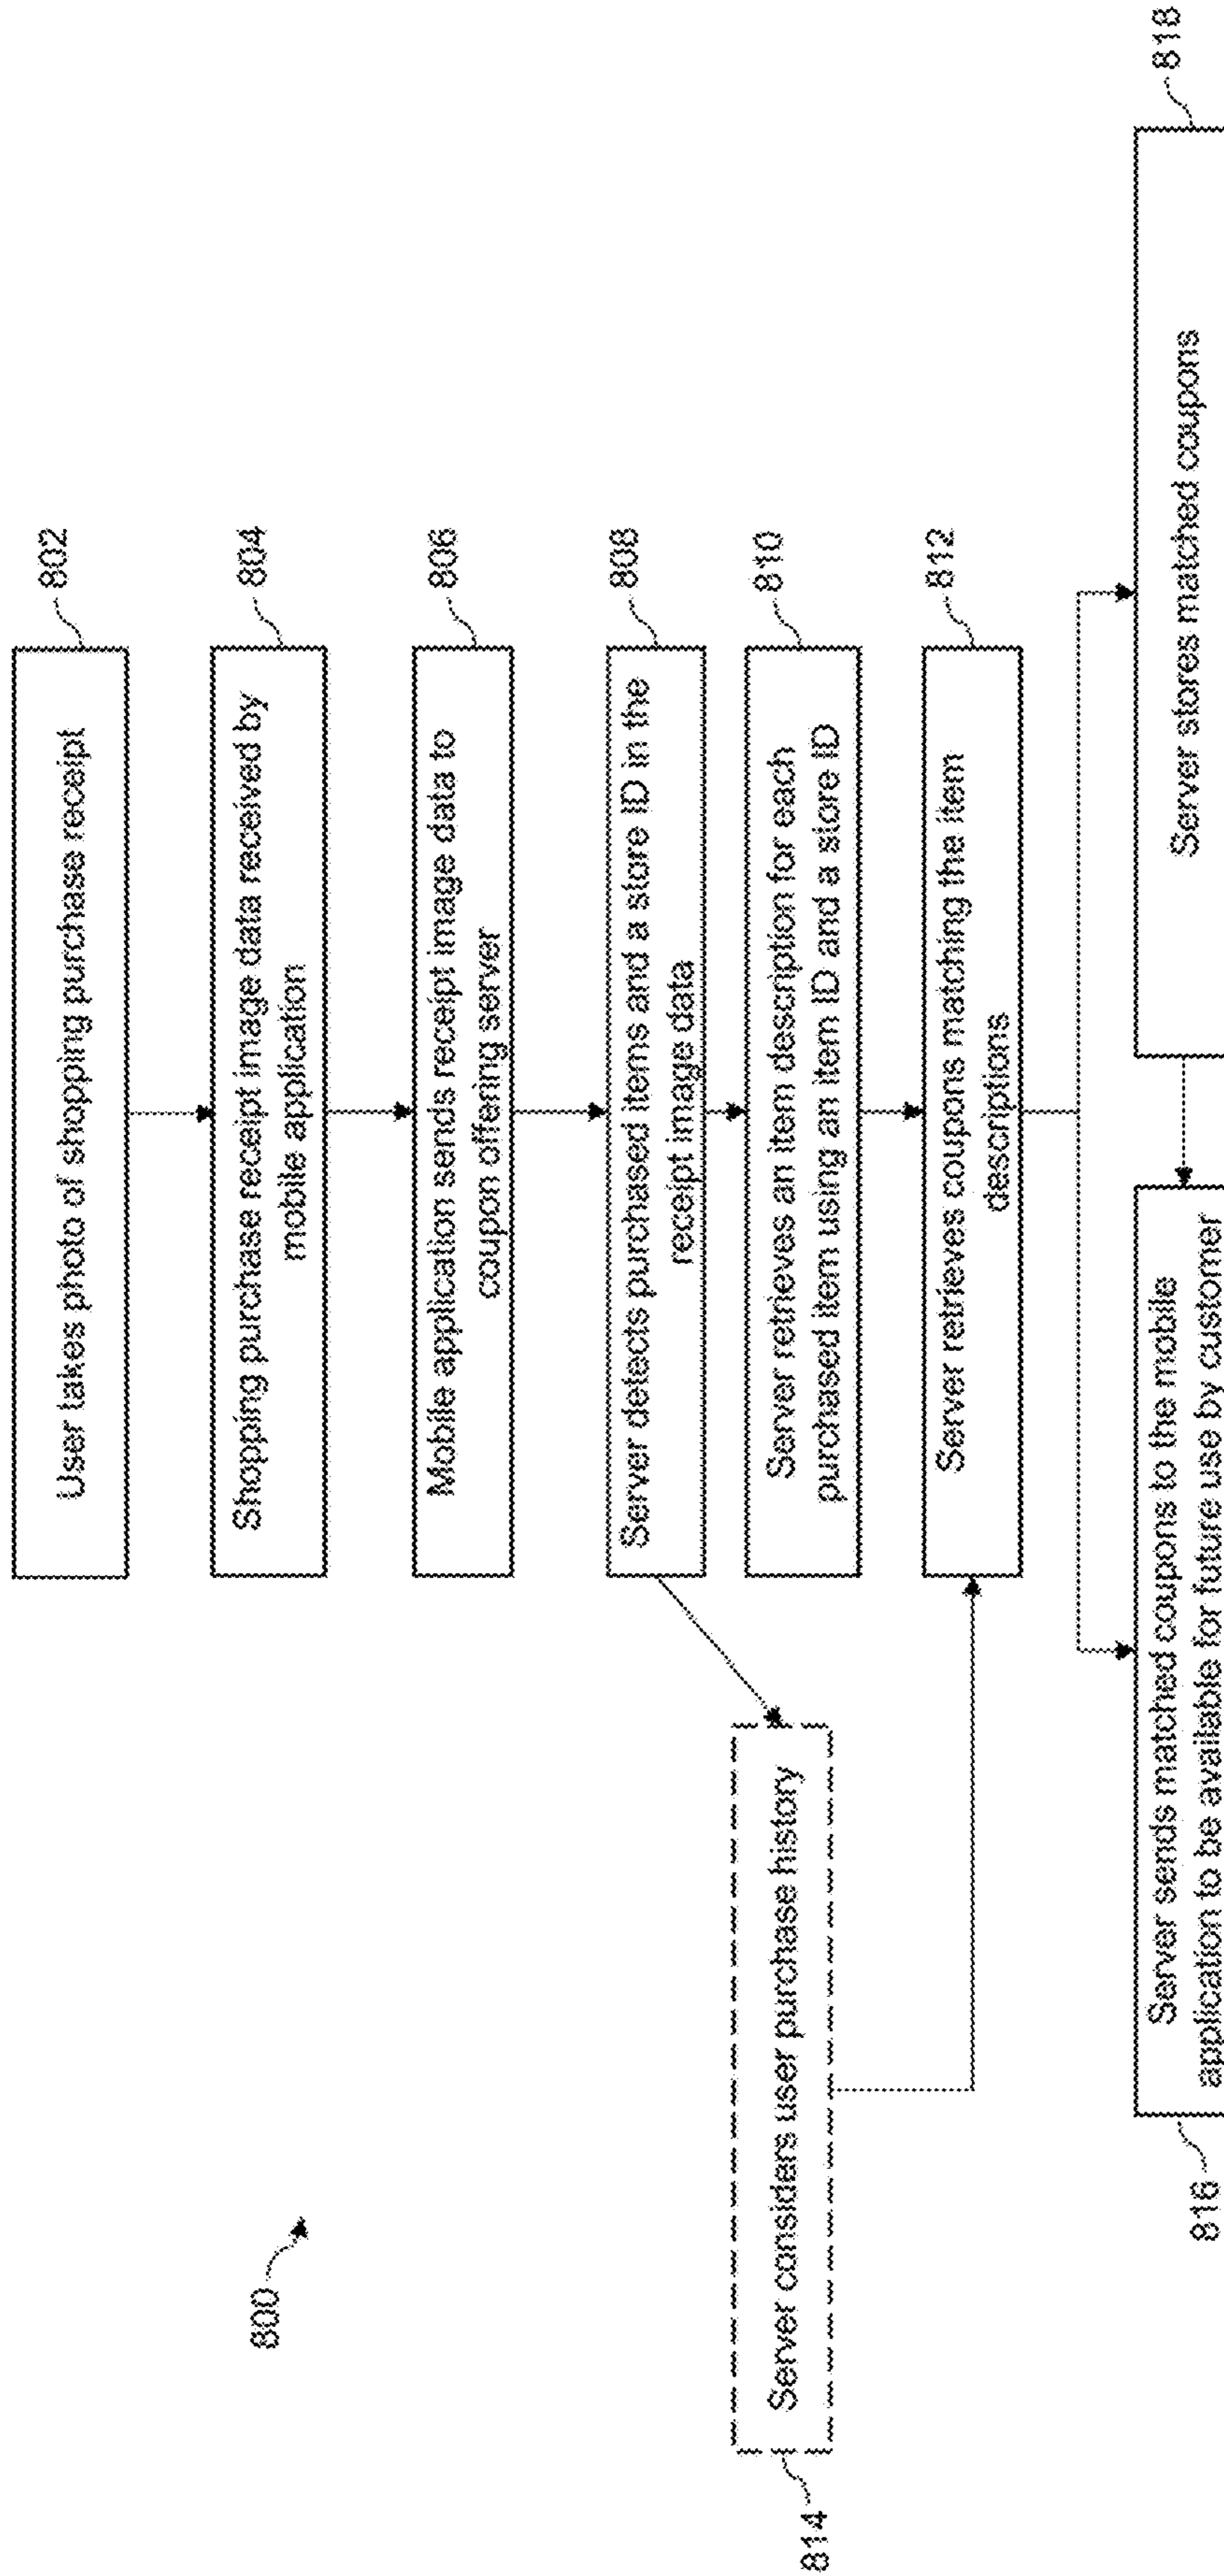 800
User takes photo of shopping purchase receipt
802
Shopping purchase receipt image data received by
mobile application
804
Mobile application sends receipt image data to
coupon offering server
806
Server detects purchased items and a store ID in the
receipt image data
808
Server considers user purchase history
814
Server retrieves an item description for each
purchased item using an item ID and a store ID
810
Server retrieves coupons matching the item
descriptions
812
Server sends matched coupons to the mobile
application to be available for future use by customer
816
Server stores matched coupons
818